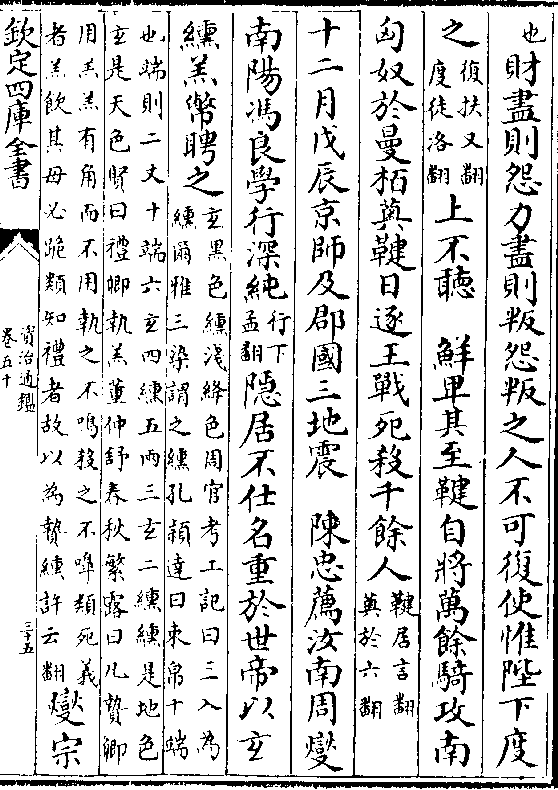 也財盡則怨力盡則叛怨叛之人不可復使惟陛下度
之復扶又翻度徒洛翻上不聽　鮮卑其至鞬自將萬餘騎攻南
匈奴於曼栢薁鞬日逐王戰死殺千餘人鞬居言翻薁於六翻
十二月戊辰京師及郡國三地震　陳忠薦汝南周燮
南陽馮良學行深純行下孟翻隱居不仕名重於世帝以玄
纁羔幣聘之玄黑色纁淺絳色周官考工記曰三入為纁爾雅三染謂之纁孔頴達曰束帛十端
也端則二丈十端六玄四纁五兩三玄二纁纁是地色玄是天色賢曰禮卿執羔董仲舒春秋繁露曰凡贄卿
用羔羔有角而不用執之不鳴殺之不嘷類死義者羔飲其母必跪類知禮者故以為贄纁許云翻燮宗
欽定四庫全書
資治通鑑
卷五十
三十五